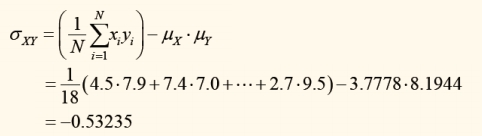 σ_XY = (1/N ∑_{i=1}^{N} x_i y_i) − μ_X · μ_Y
= 1/18 (4.5·7.9 + 7.4·7.0 + ⋯ + 2.7·9.5) − 3.7778·8.1944
= −0.53235